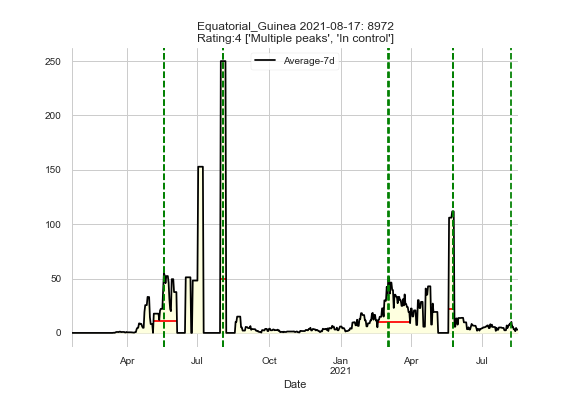 Equatorial_Guinea 2021-08-17: 8972
Rating:4 ['Multiple peaks', 'In control']
Average-7d
250
200
150
100
50
0
Apr Jul Oct Jan Apr Jul
2021
Date